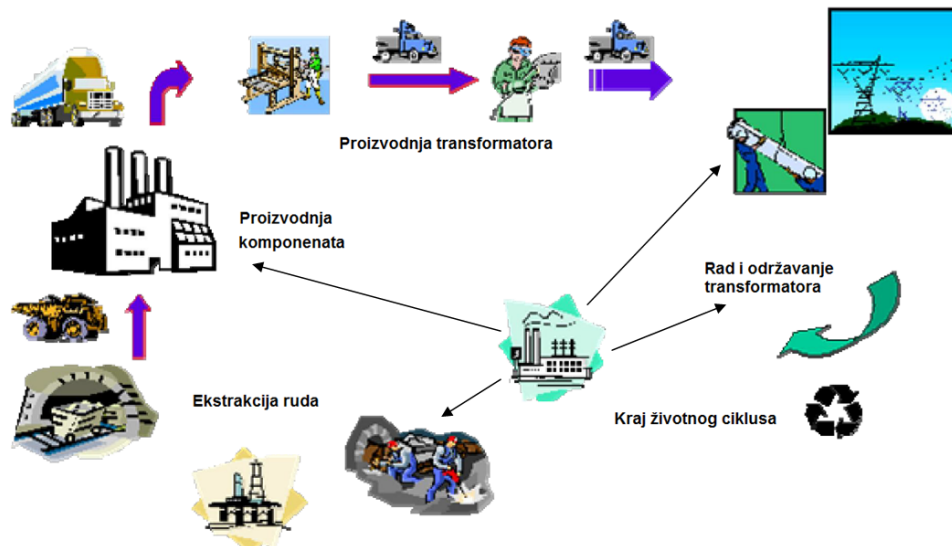 Proizvodnja transformatora
Proizvodnja
komponenata
Rad i održavanje
transformatora
Ekstrakcija ruda
Kraj životnog ciklusa